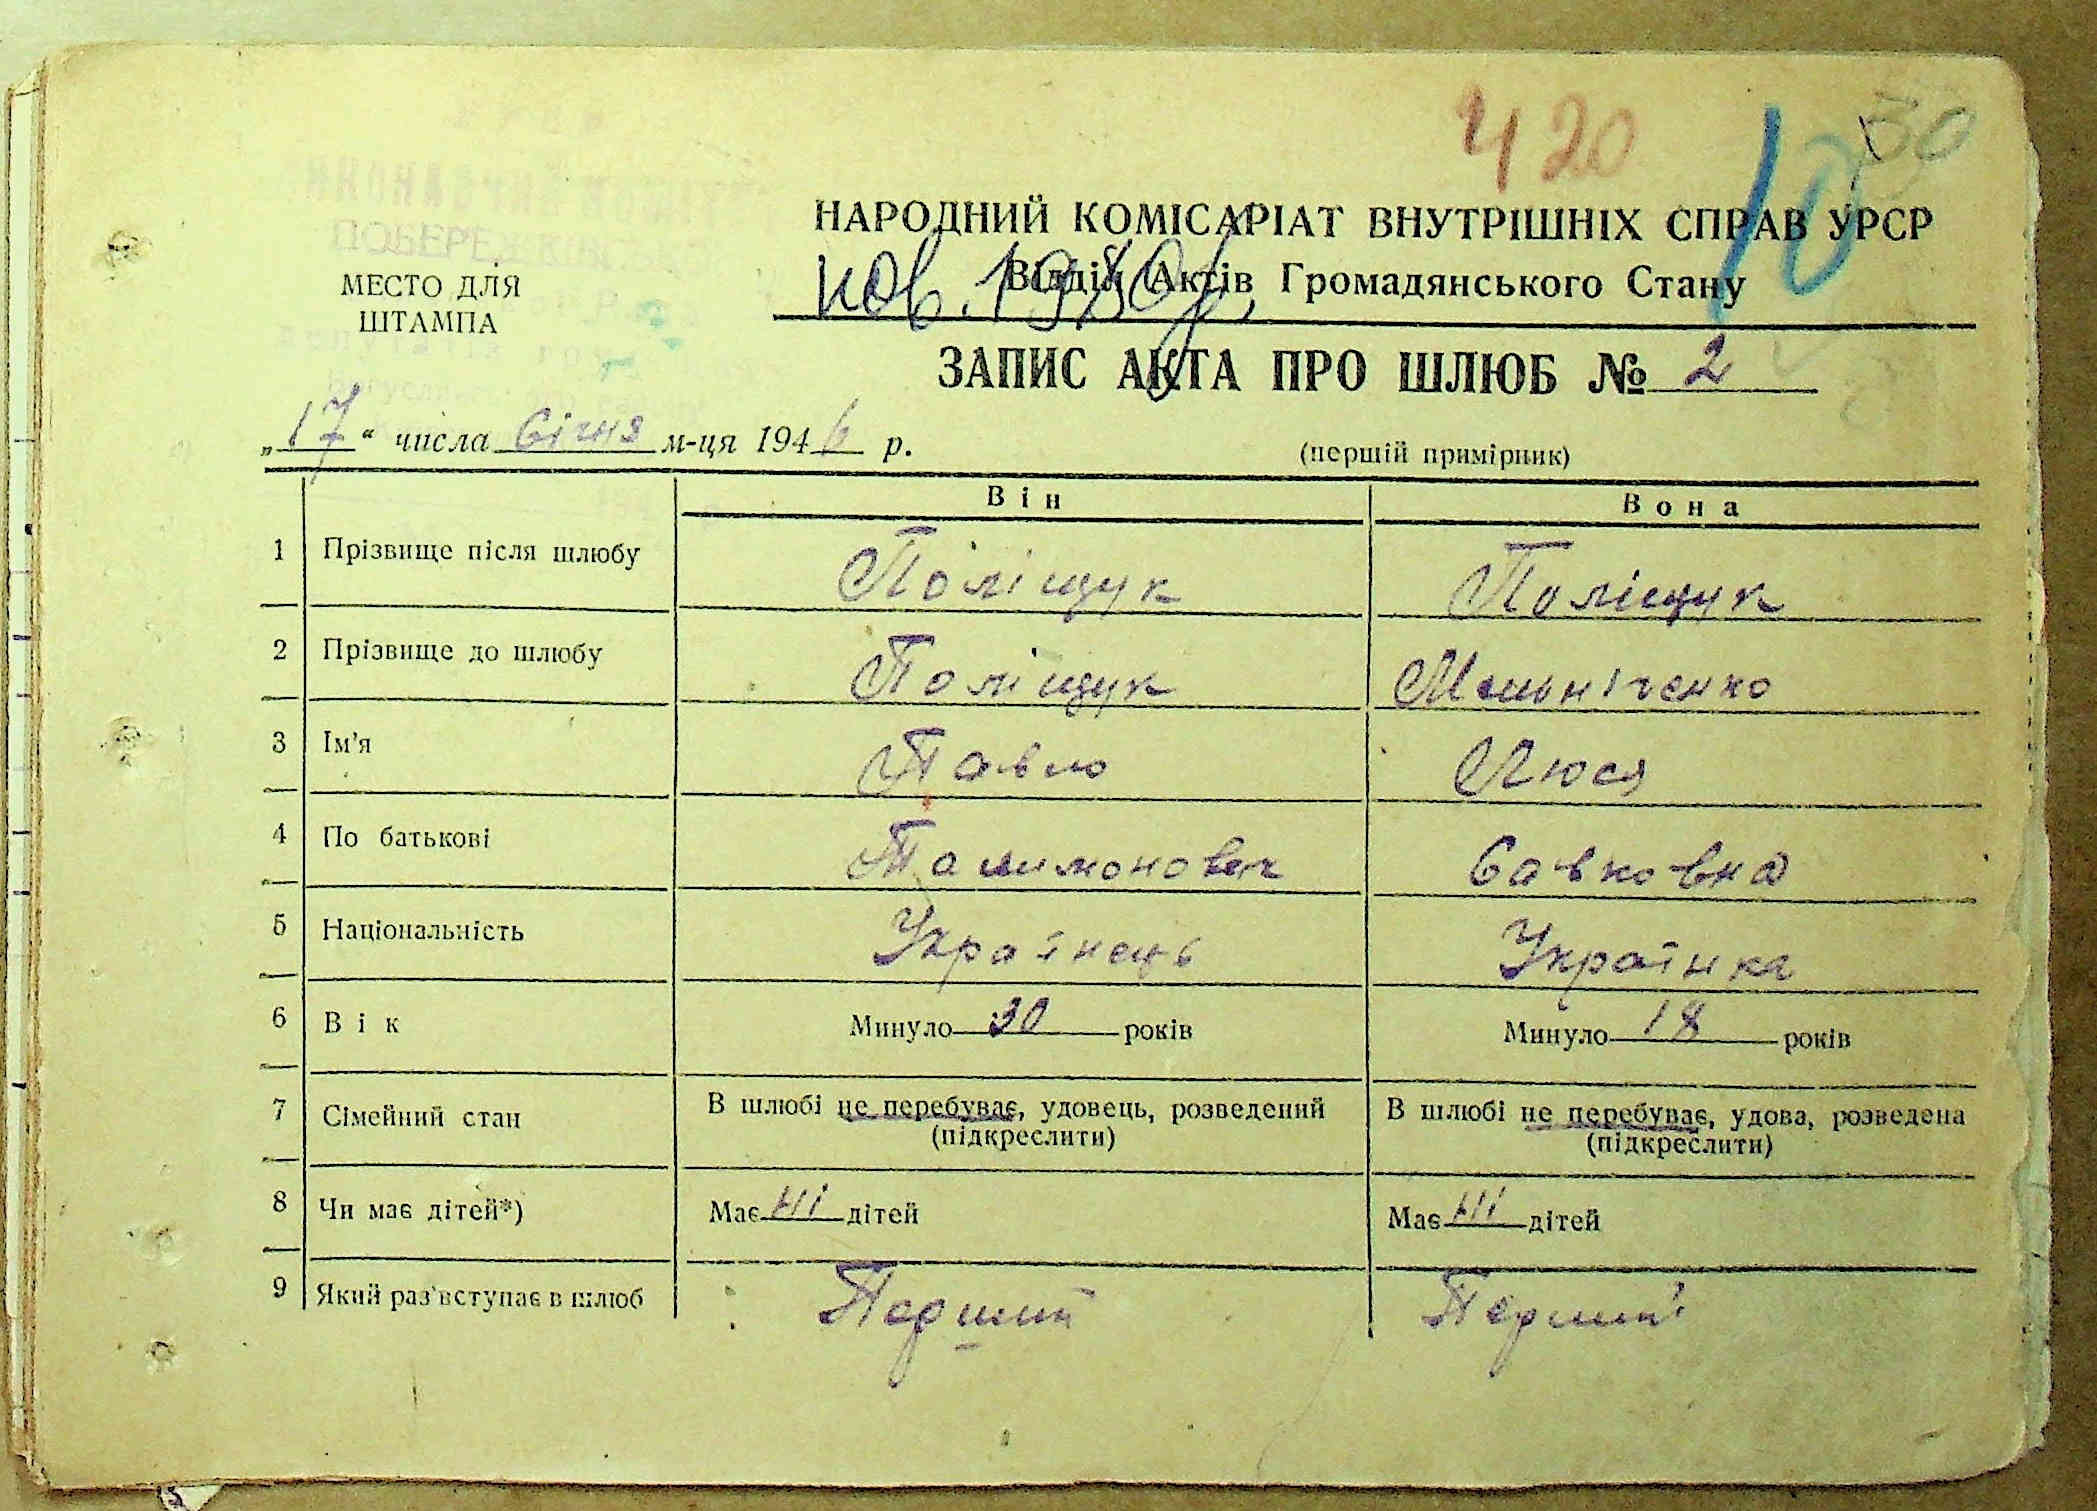 420
10
30
НАРОДНИЙ КОМІСАРІАТ ВНУТРІШНІХ СПРАВ УРСР
Відділ Актів Громадянського Стану
МЕСТО ДЛЯ
ШТАМПА
ПОБЕРЕ
ЗАПИС АКТА ПРО ШЛЮБ № 2
„17“ числа Січня м-ця 1946 р.
(першій примірник)
Він Вона
1 Прізвище після шлюбу Поліщук Поліщук
2 Прізвище до шлюбу Поліщук Мельніченко
3 Ім'я Павло Люся
4 По батькові Савковна
5 Національність Українець Українка
6 Вік Минуло 30 років Минуло 18 років
7 Сімейний стан В шлюбі не перебуває, удовець, розведений В шлюбі не перебуває, удова, розведена
(підкреслити) (підкреслити)
8 Чи має дітей*) Має ні дітей Має ні дітей
9 Який раз'вступає в шлюб Перший Перший